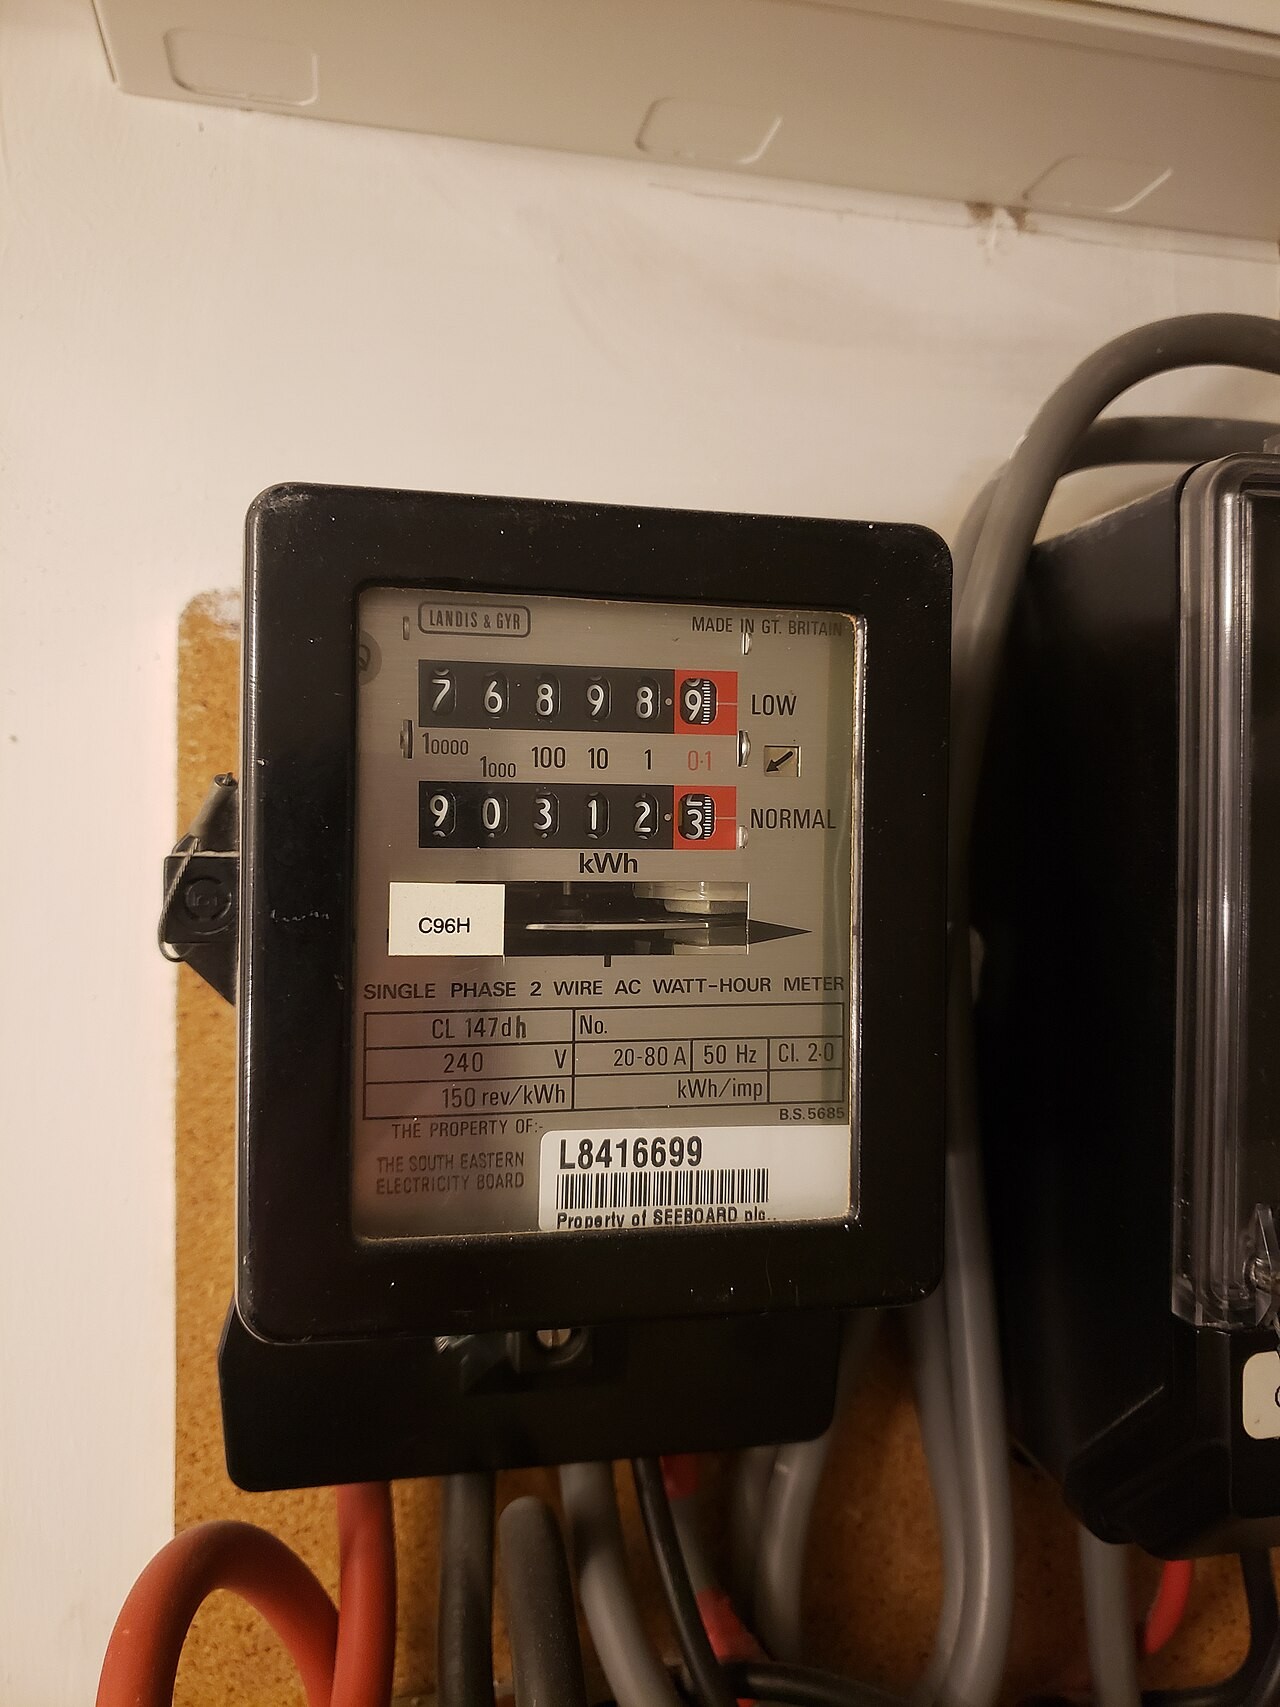 LANDIS & GYR
MADE IN GT. BRITAIN
7 6 8 9 8 · 9 LOW
10000 1000 100 10 1 0·1
9 0 3 1 2 · 3 NORMAL
kWh
C96H
SINGLE PHASE 2 WIRE AC WATT-HOUR METER
CL 147dh No.
240 V 20-80 A 50 Hz Cl. 2·0
150 rev/kWh kWh/imp
B.S. 5685
THE PROPERTY OF:-
THE SOUTH EASTERN
ELECTRICITY BOARD
L8416699
Property of SEEBOARD plc.